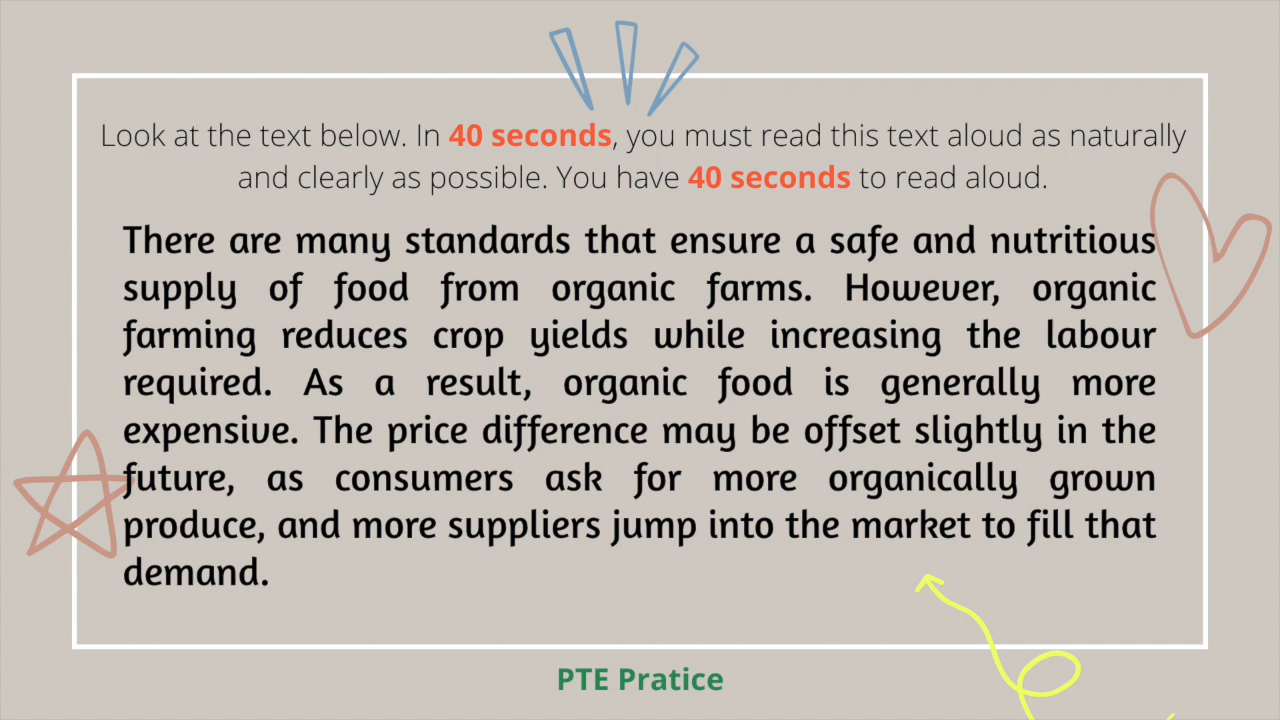 Look at the text below. In 40 seconds, you must read this text aloud as naturally
and clearly as possible. You have 40 seconds to read aloud.
There are many standards that ensure a safe and nutritious
supply of food from organic farms. However, organic
farming reduces crop yields while increasing the labour
required. As a result, organic food is generally more
expensive. The price difference may be offset slightly in the
future, as consumers ask for more organically grown
produce, and more suppliers jump into the market to fill that
demand.
PTE Pratice